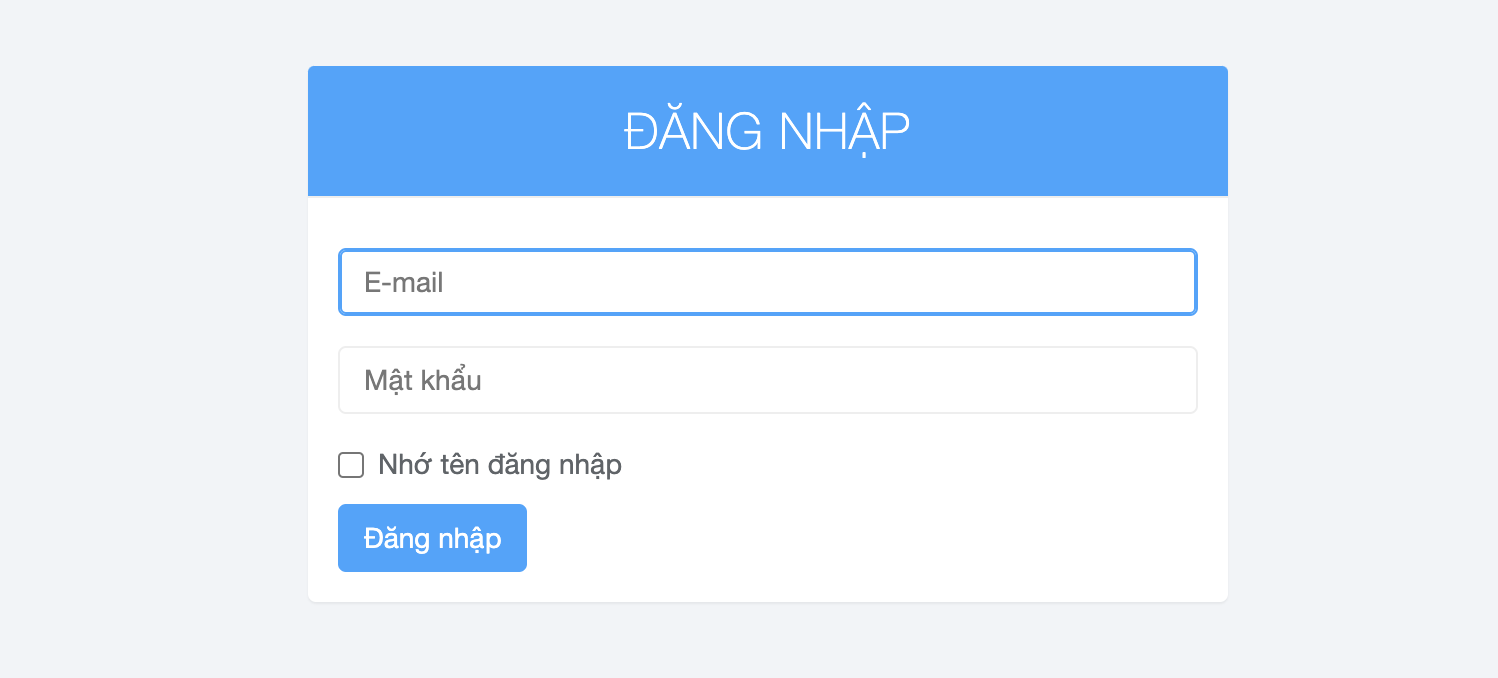 ĐĂNG NHẬP
E-mail
Mật khẩu
Nhớ tên đăng nhập
Đăng nhập